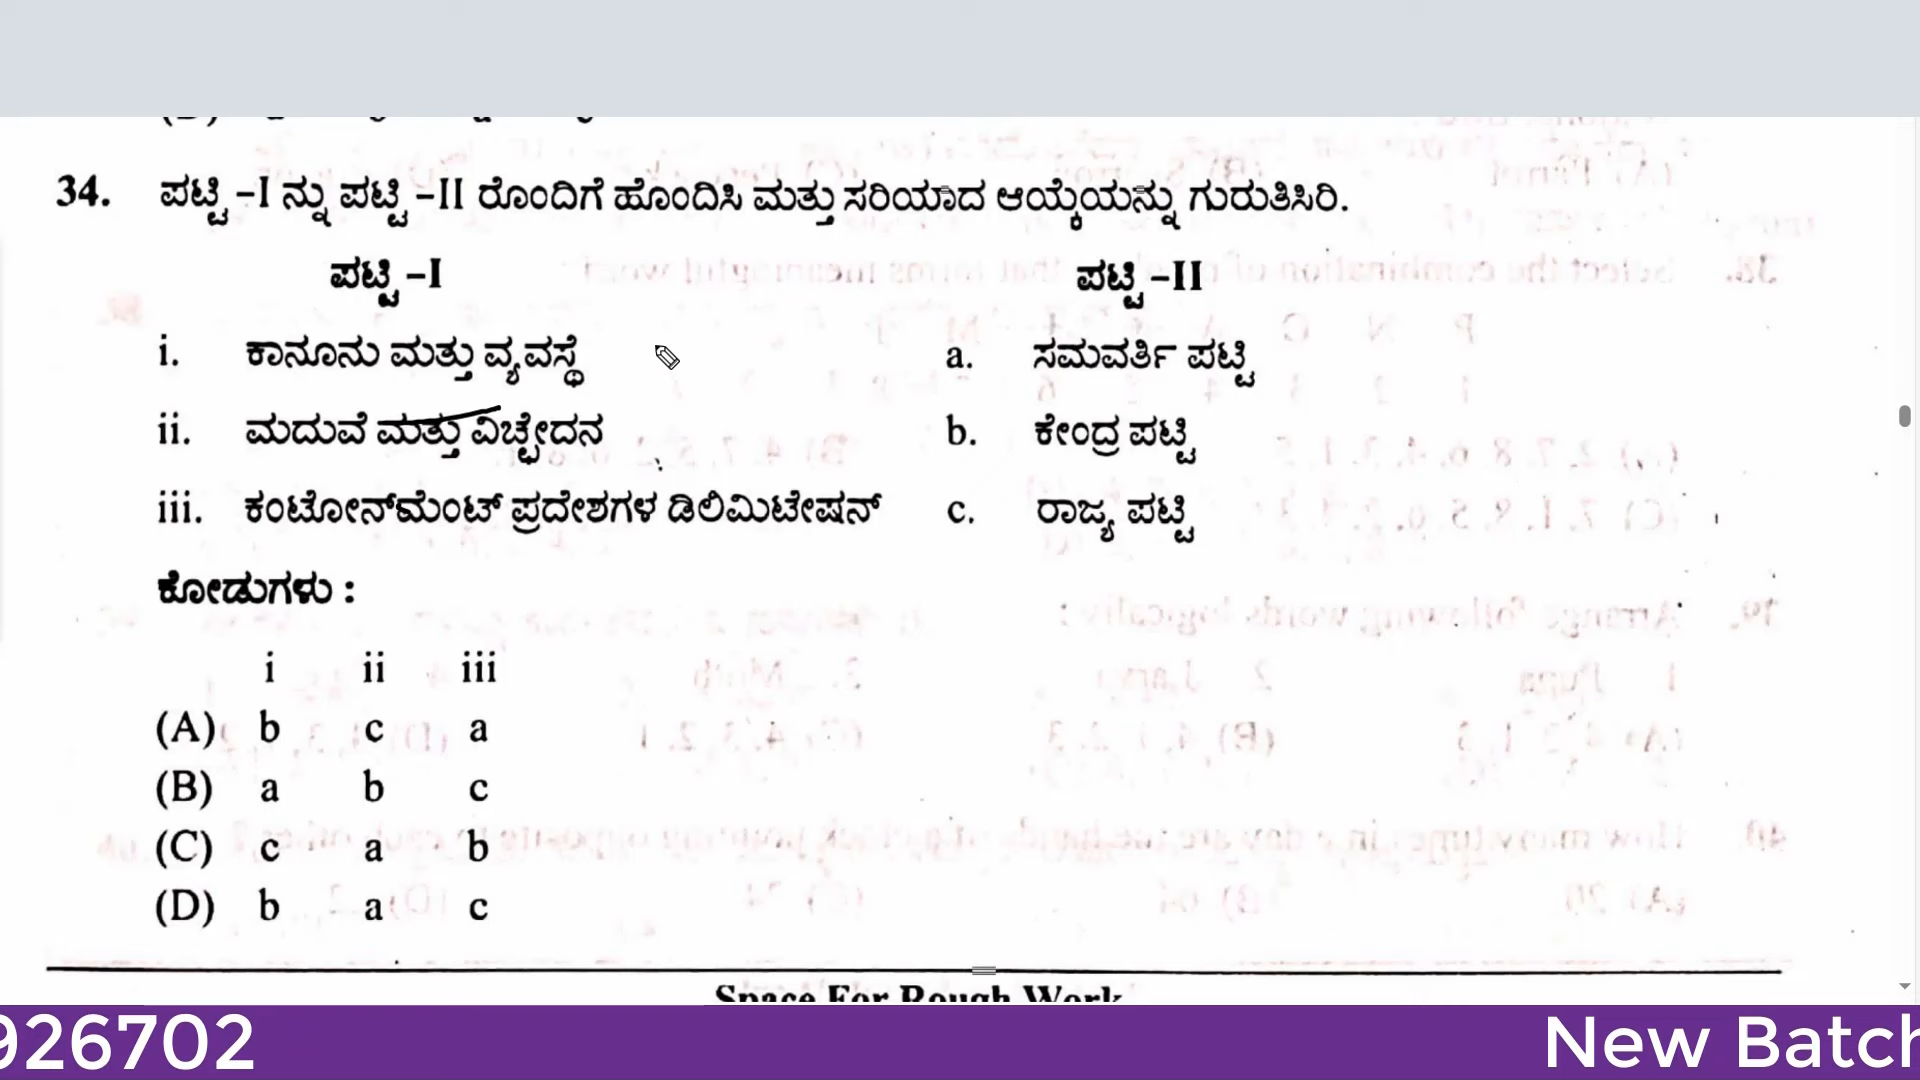 34. ಪಟ್ಟಿ -I ನ್ನು ಪಟ್ಟಿ -II ರೊಂದಿಗೆ ಹೊಂದಿಸಿ ಮತ್ತು ಸರಿಯಾದ ಆಯ್ಕೆಯನ್ನು ಗುರುತಿಸಿರಿ.
ಪಟ್ಟಿ -I ಪಟ್ಟಿ -II
i. ಕಾನೂನು ಮತ್ತು ವ್ಯವಸ್ಥೆ a. ಸಮವರ್ತಿ ಪಟ್ಟಿ
ii. ಮದುವೆ ಮತ್ತು ವಿಚ್ಛೇದನ b. ಕೇಂದ್ರ ಪಟ್ಟಿ
iii. ಕಂಟೋನ್‌ಮೆಂಟ್ ಪ್ರದೇಶಗಳ ಡಿಲಿಮಿಟೇಷನ್ c. ರಾಜ್ಯ ಪಟ್ಟಿ
ಕೋಡುಗಳು :
i ii iii
(A) b c a
(B) a b c
(C) c a b
(D) b a c
Space For Rough Work
926702 New Batch